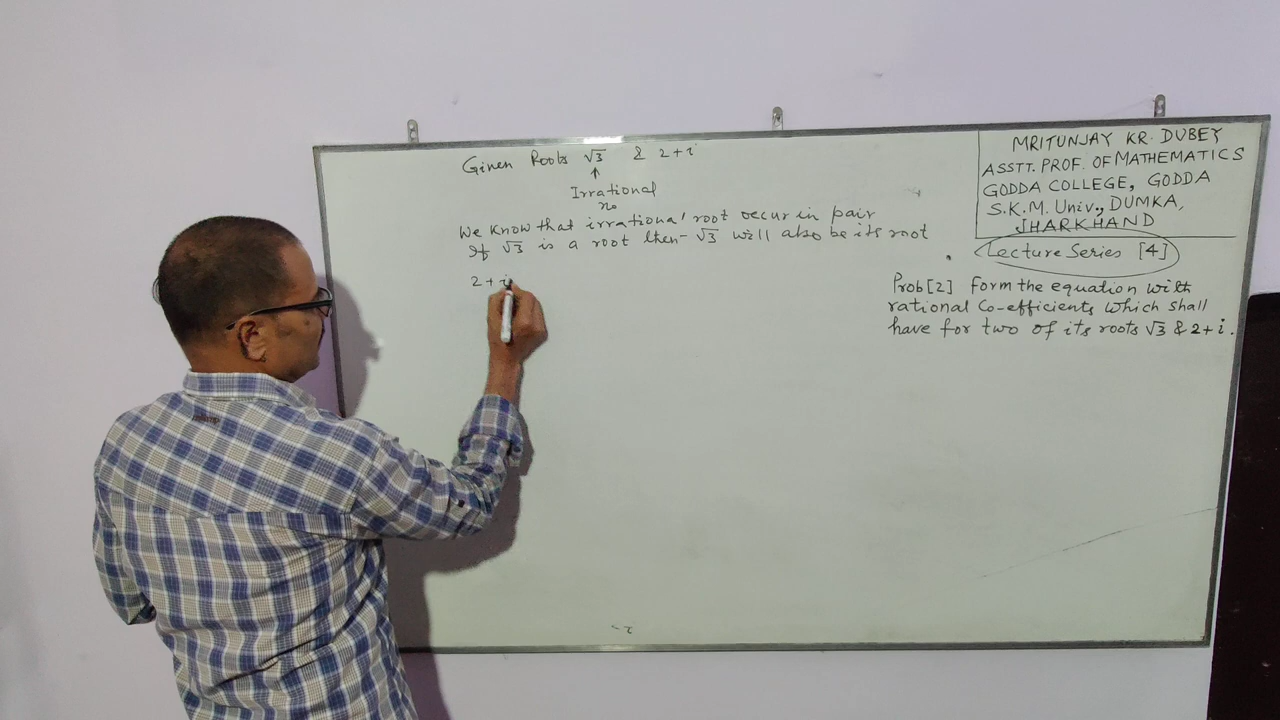 Given Roots √3 & 2+i
↑
Irrational
no
We know that irrational root occur in pair
If √3 is a root then -√3 will also be its root
2+i
MRITUNJAY KR. DUBEY
ASSTT. PROF. OF MATHEMATICS
GODDA COLLEGE, GODDA
S.K.M. Univ., DUMKA,
JHARKHAND
Lecture Series [4]
Prob[2] form the equation with
rational Co-efficients which shall
have for two of its roots √3 & 2+i.